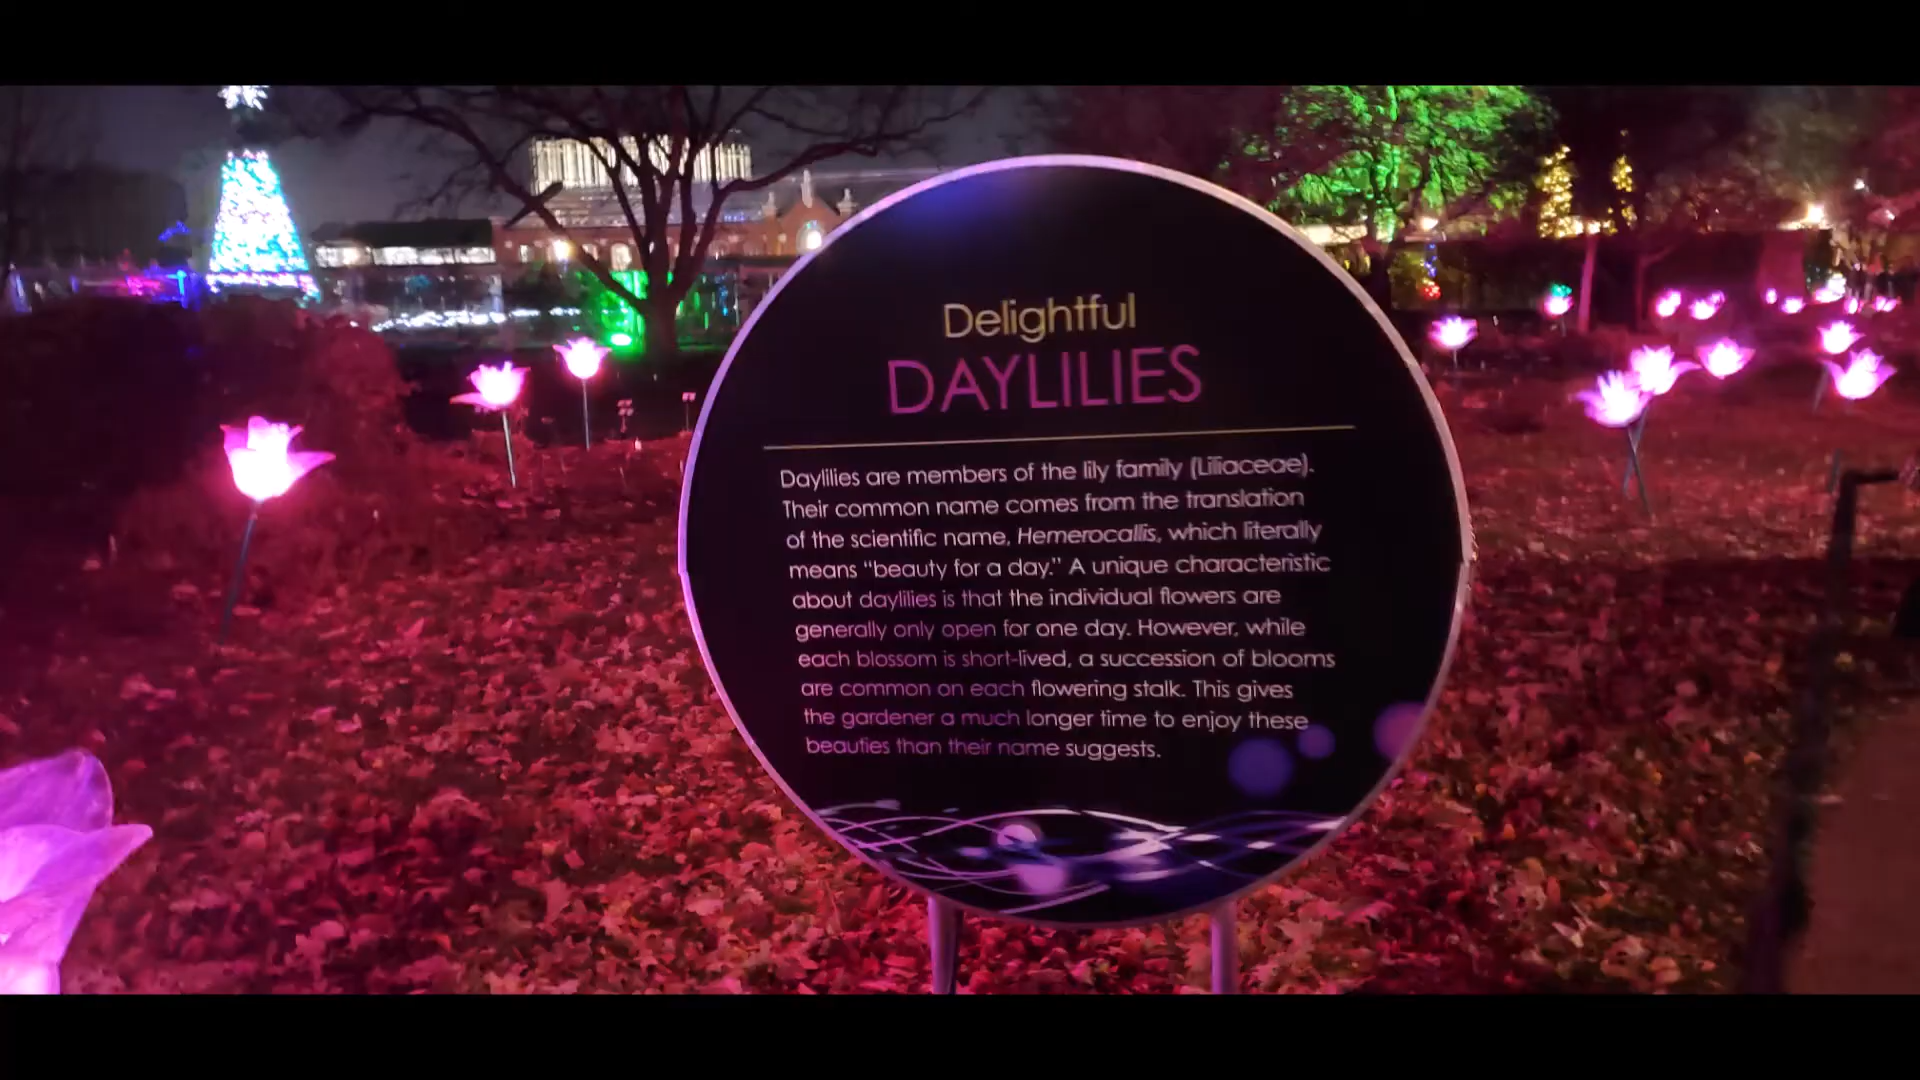 Delightful
DAYLILIES
Daylilies are members of the lily family (Liliaceae).
Their common name comes from the translation
of the scientific name, Hemerocallis, which literally
means “beauty for a day.” A unique characteristic
about daylilies is that the individual flowers are
generally only open for one day. However, while
each blossom is short-lived, a succession of blooms
are common on each flowering stalk. This gives
the gardener a much longer time to enjoy these
beauties than their name suggests.